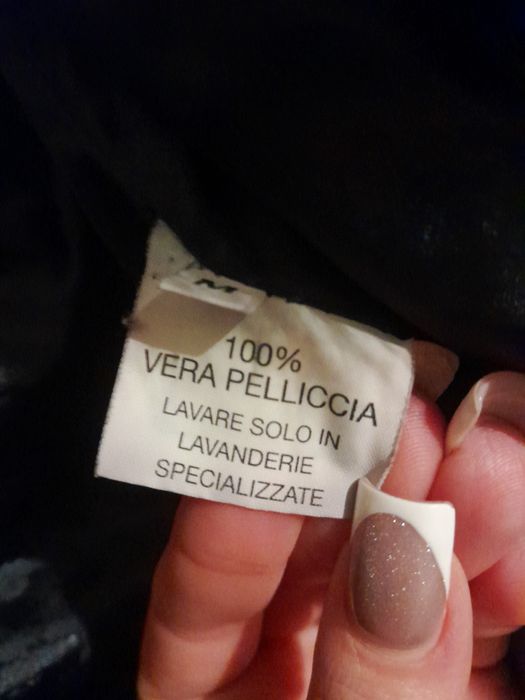 M
100%
VERA PELLICCIA
LAVARE SOLO IN
LAVANDERIE
SPECIALIZZATE